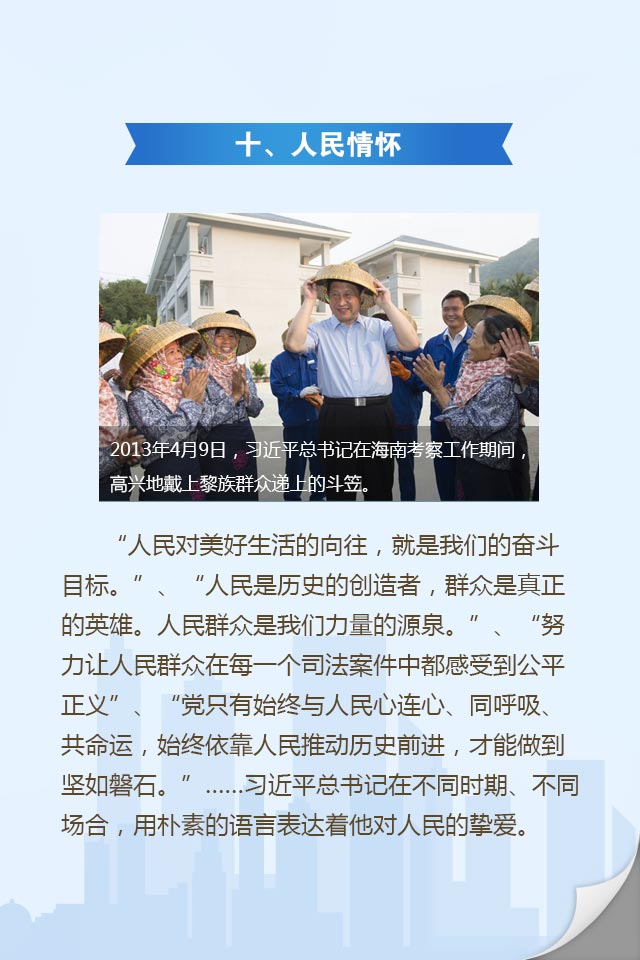 十、人民情怀
2013年4月9日，习近平总书记在海南考察工作期间，
高兴地戴上黎族群众递上的斗笠。
“人民对美好生活的向往，就是我们的奋斗
目标。”、“人民是历史的创造者，群众是真正
的英雄。人民群众是我们力量的源泉。”、“努
力让人民群众在每一个司法案件中都感受到公平
正义”、“党只有始终与人民心连心、同呼吸、
共命运，始终依靠人民推动历史前进，才能做到
坚如磐石。”……习近平总书记在不同时期、不同
场合，用朴素的语言表达着他对人民的挚爱。